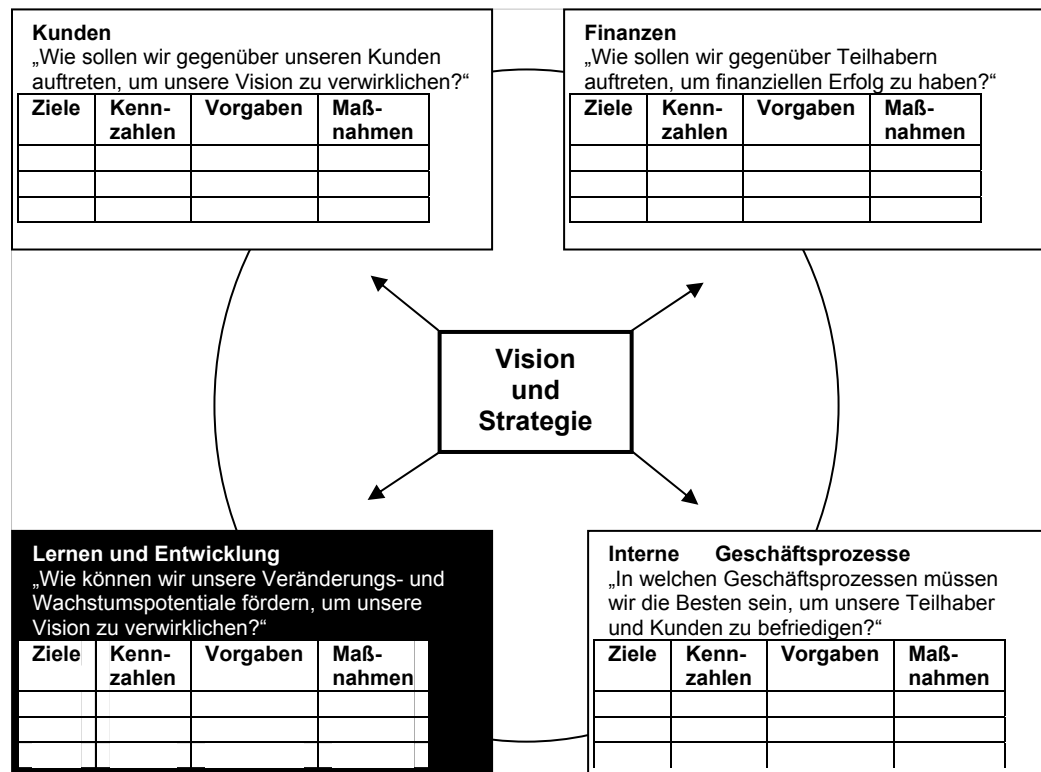 Kunden
„Wie sollen wir gegenüber unseren Kunden
auftreten, um unsere Vision zu verwirklichen?“
Ziele Kenn- Vorgaben Maß-
zahlen nahmen
Finanzen
„Wie sollen wir gegenüber Teilhabern
auftreten, um finanziellen Erfolg zu haben?“
Ziele Kenn- Vorgaben Maß-
zahlen nahmen
Vision
und
Strategie
Lernen und Entwicklung
„Wie können wir unsere Veränderungs- und
Wachstumspotentiale fördern, um unsere
Vision zu verwirklichen?“
Ziele Kenn- Vorgaben Maß-
zahlen nahmen
Interne Geschäftsprozesse
„In welchen Geschäftsprozessen müssen
wir die Besten sein, um unsere Teilhaber
und Kunden zu befriedigen?“
Ziele Kenn- Vorgaben Maß-
zahlen nahmen